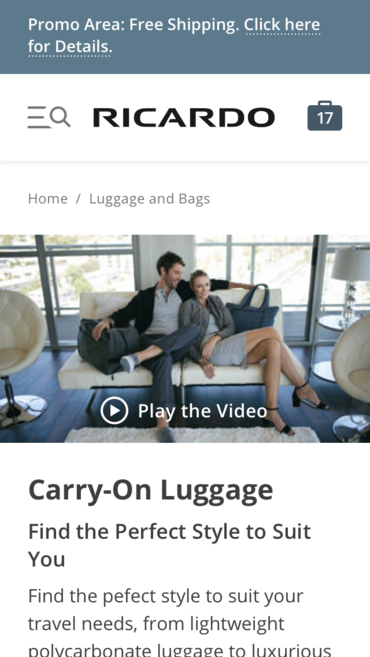 Promo Area: Free Shipping. Click here
for Details.
RICARDO
17
Home / Luggage and Bags
Play the Video
Carry-On Luggage
Find the Perfect Style to Suit
You
Find the pefect style to suit your
travel needs, from lightweight
polycarbonate luggage to luxurious